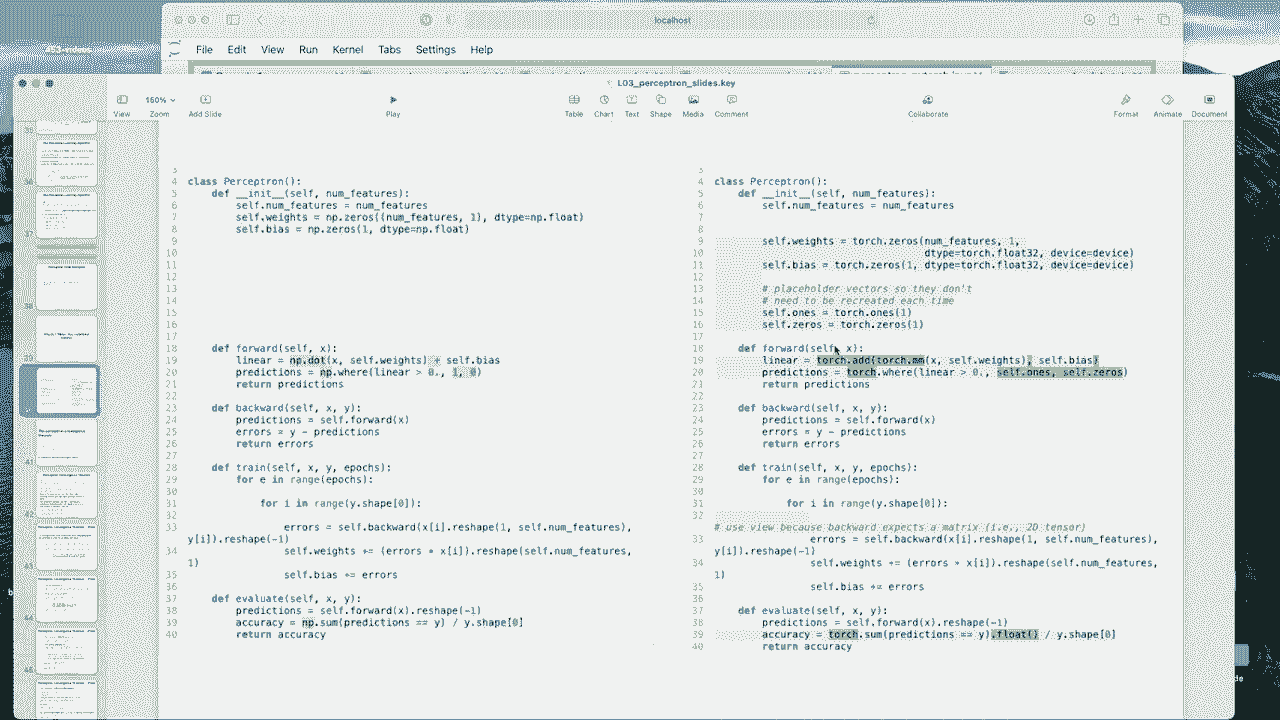 localhost
File Edit View Run Kernel Tabs Settings Help
L03_perceptron_slides.key
160%
View Zoom Add Slide Play Table Chart Text Shape Media Comment Collaborate Format Animate Document
3
4 class Perceptron():
5 def __init__(self, num_features):
6 self.num_features = num_features
7 self.weights = np.zeros((num_features, 1), dtype=np.float)
8 self.bias = np.zeros(1, dtype=np.float)
9
10
11
12
13
14
15
16
17
18 def forward(self, x):
19 linear = np.dot(x, self.weights) + self.bias
20 predictions = np.where(linear > 0., 1, 0)
21 return predictions
22
23 def backward(self, x, y):
24 predictions = self.forward(x)
25 errors = y - predictions
26 return errors
27
28 def train(self, x, y, epochs):
29 for e in range(epochs):
30
31 for i in range(y.shape[0]):
32
33 errors = self.backward(x[i].reshape(1, self.num_features),
y[i]).reshape(-1)
34 self.weights += (errors * x[i]).reshape(self.num_features,
1)
35 self.bias += errors
36
37 def evaluate(self, x, y):
38 predictions = self.forward(x).reshape(-1)
39 accuracy = np.sum(predictions == y) / y.shape[0]
40 return accuracy
3
4 class Perceptron():
5 def __init__(self, num_features):
6 self.num_features = num_features
7
8
9 self.weights = torch.zeros(num_features, 1,
10 dtype=torch.float32, device=device)
11 self.bias = torch.zeros(1, dtype=torch.float32, device=device)
12
13 # placeholder vectors so they don't
14 # need to be recreated each time
15 self.ones = torch.ones(1)
16 self.zeros = torch.zeros(1)
17
18 def forward(self, x):
19 linear = torch.add(torch.mm(x, self.weights), self.bias)
20 predictions = torch.where(linear > 0., self.ones, self.zeros)
21 return predictions
22
23 def backward(self, x, y):
24 predictions = self.forward(x)
25 errors = y - predictions
26 return errors
27
28 def train(self, x, y, epochs):
29 for e in range(epochs):
30
31 for i in range(y.shape[0]):
32
# use view because backward expects a matrix (i.e., 2D tensor)
33 errors = self.backward(x[i].reshape(1, self.num_features),
y[i]).reshape(-1)
34 self.weights += (errors * x[i]).reshape(self.num_features,
1)
35 self.bias += errors
36
37 def evaluate(self, x, y):
38 predictions = self.forward(x).reshape(-1)
39 accuracy = torch.sum(predictions == y).float() / y.shape[0]
40 return accuracy